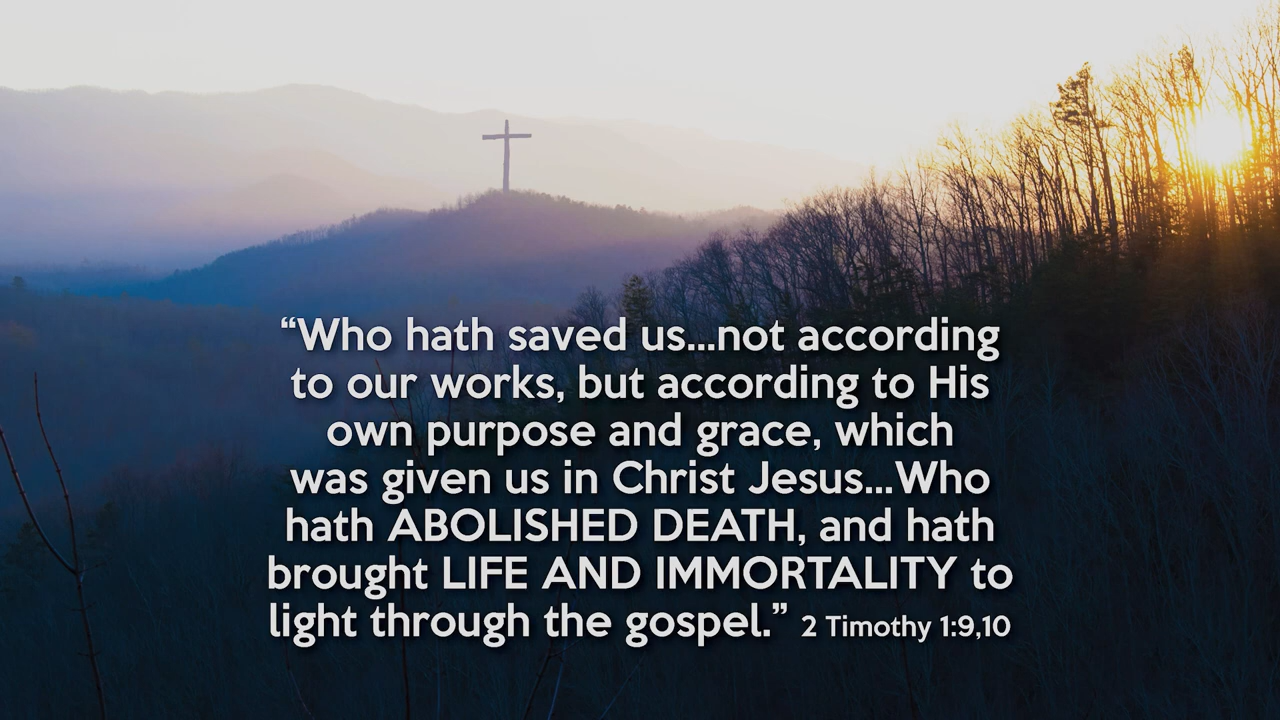 “Who hath saved us...not according
to our works, but according to His
own purpose and grace, which
was given us in Christ Jesus...Who
hath ABOLISHED DEATH, and hath
brought LIFE AND IMMORTALITY to
light through the gospel.” 2 Timothy 1:9,10